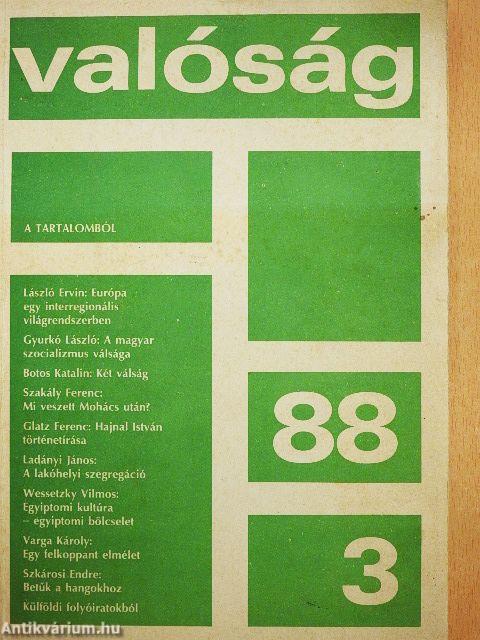 valóság
A TARTALOMBÓL
László Ervin: Európa
egy interregionális
világrendszerben
Gyurkó László: A magyar
szocializmus válsága
Botos Katalin: Két válság
Szakály Ferenc:
Mi veszett Mohács után?
Glatz Ferenc: Hajnal István
történetírása
Ladányi János:
A lakóhelyi szegregáció
Wessetzky Vilmos:
Egyiptomi kultúra
– egyiptomi bölcselet
Varga Károly:
Egy felkoppant elmélet
Szkárosi Endre:
Betűk a hangokhoz
Külföldi folyóiratokból
88
3
Antikvárium.hu